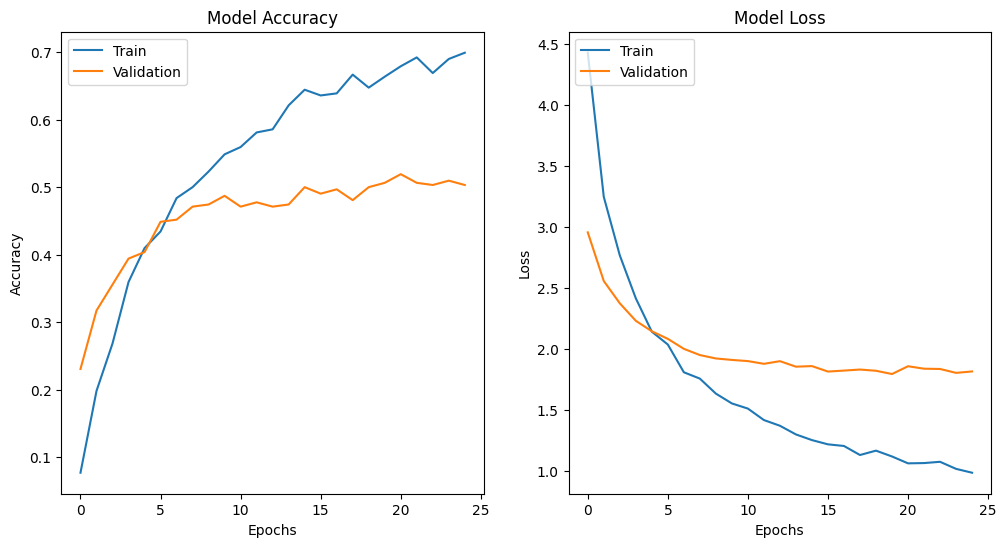 Model Accuracy
Train
Validation
0.7
0.6
0.5
0.4
0.3
0.2
0.1
Accuracy
0 5 10 15 20 25
Epochs
Model Loss
Train
Validation
4.5
4.0
3.5
3.0
2.5
2.0
1.5
1.0
Loss
0 5 10 15 20 25
Epochs